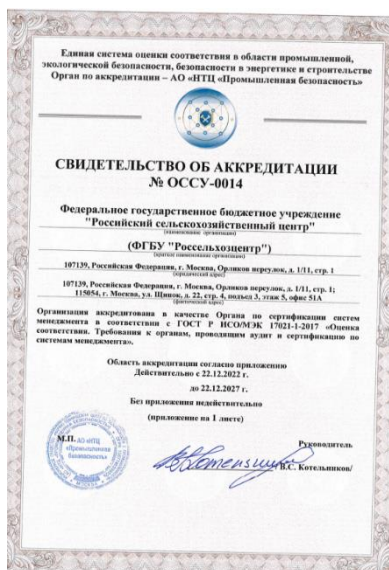 Единая система оценки соответствия в области промышленной,
экологической безопасности, безопасности в энергетике и строительстве
Орган по аккредитации – АО «НТЦ «Промышленная безопасность»
СВИДЕТЕЛЬСТВО ОБ АККРЕДИТАЦИИ
№ ОССУ-0014
Федеральное государственное бюджетное учреждение
"Российский сельскохозяйственный центр"
(наименование организации)
(ФГБУ "Россельхозцентр")
(краткое наименование организации)
107139, Российская Федерация, г. Москва, Орликов переулок, д. 1/11, стр. 1
(юридический адрес)
107139, Российская Федерация, г. Москва, Орликов переулок, д. 1/11, стр. 1;
115054, г. Москва, ул. Щипок, д. 22, стр. 4, подъезд 3, этаж 5, офис 51А
(фактический адрес)
Организация аккредитована в качестве Органа по сертификации систем
менеджмента в соответствии с ГОСТ Р ИСО/МЭК 17021-1-2017 «Оценка
соответствия. Требования к органам, проводящим аудит и сертификацию по
системам менеджмента».
Область аккредитации согласно приложению
Действительно с 22.12.2022 г.
до 22.12.2027 г.
Без приложения недействительно
(приложение на 1 листе)
Руководитель
М.П.
АО «НТЦ
«Промышленная
безопасность»
В.С. Котельников/